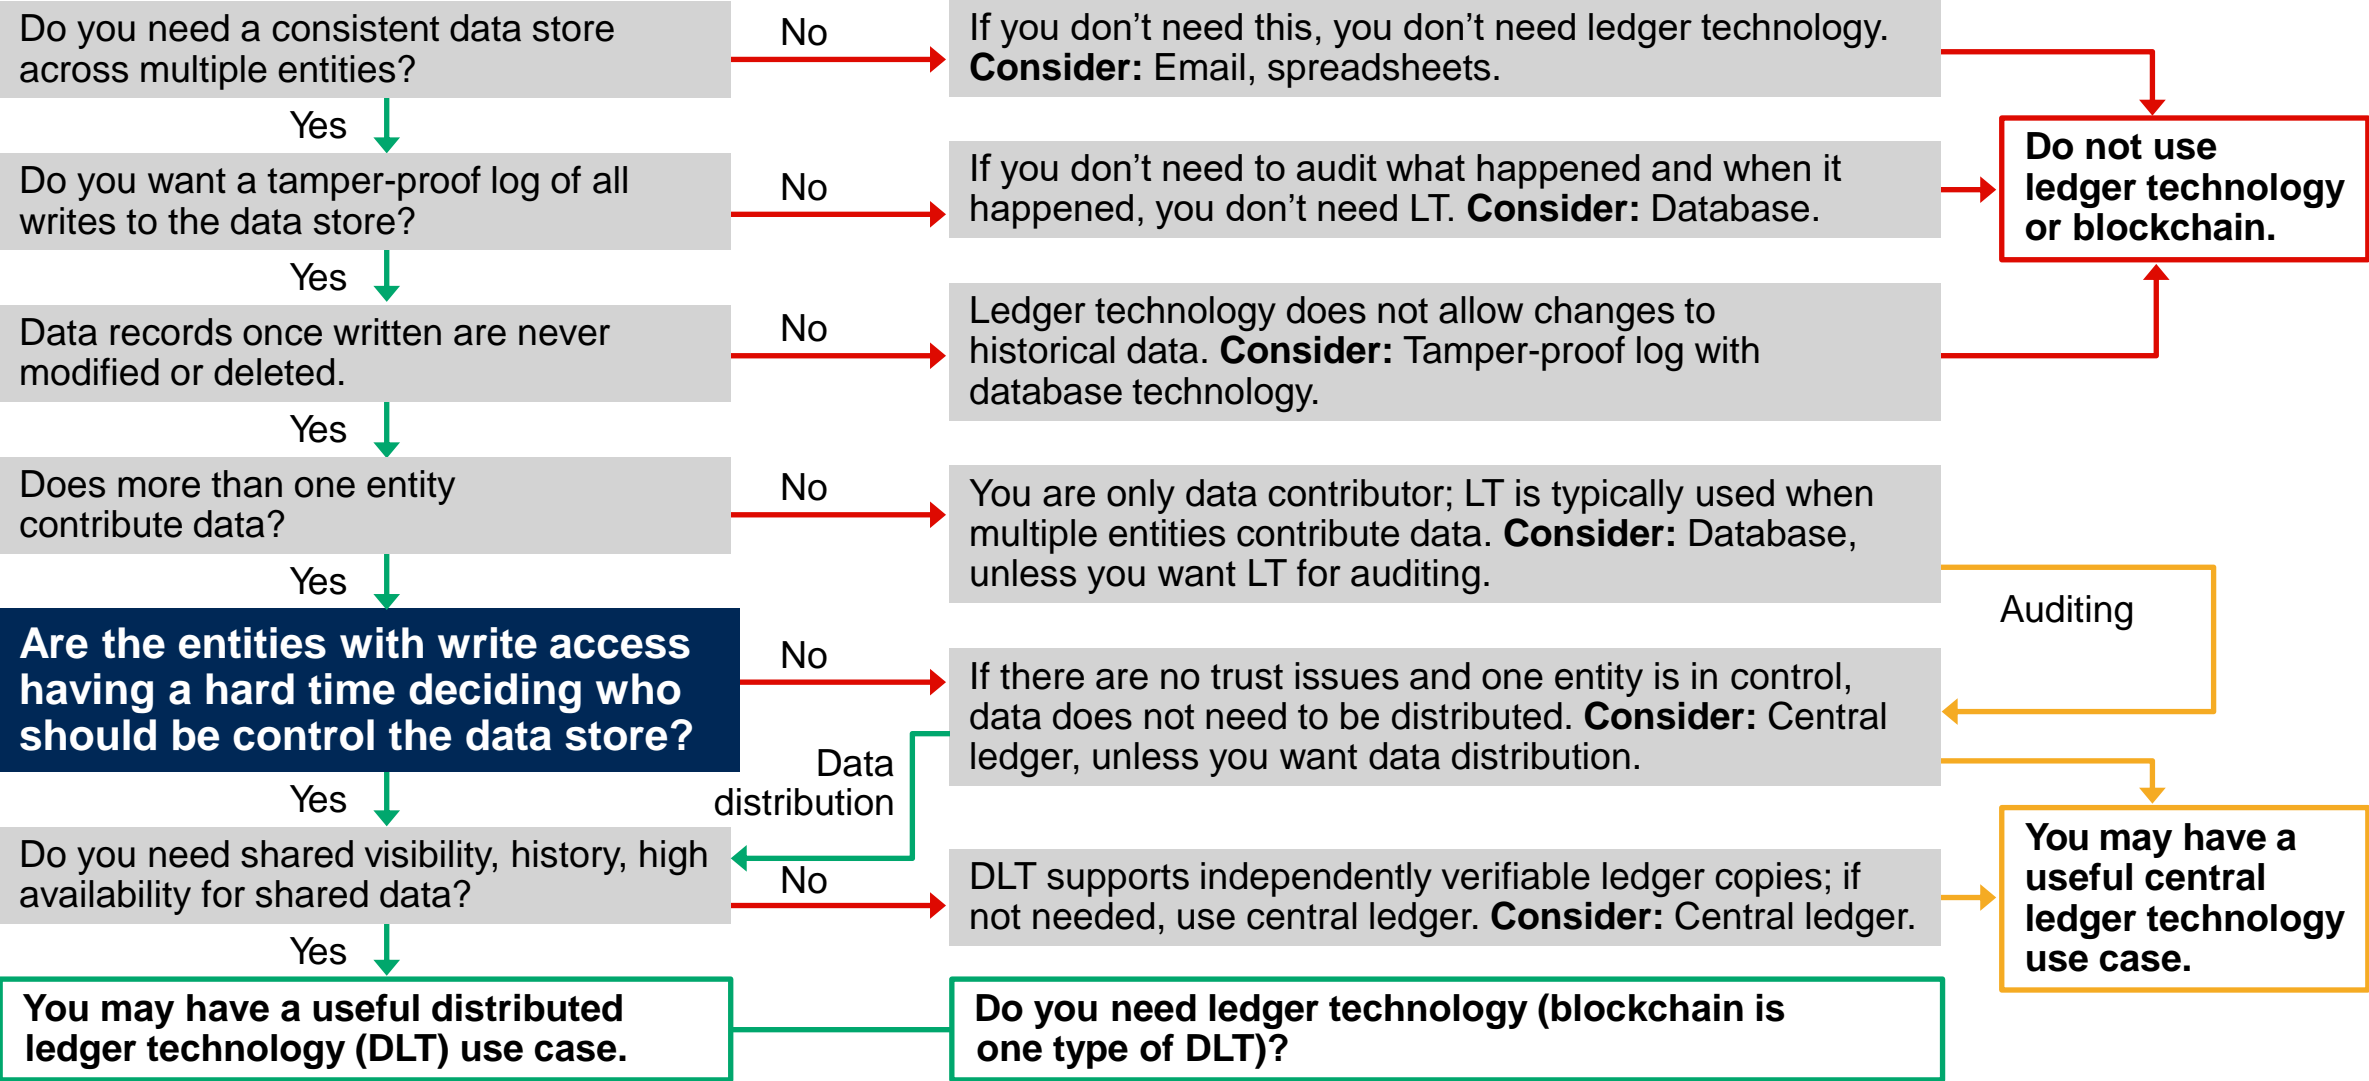 Do you need a consistent data store
across multiple entities?
No
If you don’t need this, you don’t need ledger technology.
Consider: Email, spreadsheets.
Yes
Do you want a tamper-proof log of all
writes to the data store?
No
If you don’t need to audit what happened and when it
happened, you don’t need LT. Consider: Database.
Do not use
ledger technology
or blockchain.
Yes
Data records once written are never
modified or deleted.
No
Ledger technology does not allow changes to
historical data. Consider: Tamper-proof log with
database technology.
Yes
Does more than one entity
contribute data?
No
You are only data contributor; LT is typically used when
multiple entities contribute data. Consider: Database,
unless you want LT for auditing.
Auditing
Yes
Are the entities with write access
having a hard time deciding who
should be control the data store?
No
If there are no trust issues and one entity is in control,
data does not need to be distributed. Consider: Central
ledger, unless you want data distribution.
Data
distribution
Yes
Do you need shared visibility, history, high
availability for shared data?
No
DLT supports independently verifiable ledger copies; if
not needed, use central ledger. Consider: Central ledger.
You may have a
useful central
ledger technology
use case.
Yes
You may have a useful distributed
ledger technology (DLT) use case.
Do you need ledger technology (blockchain is
one type of DLT)?